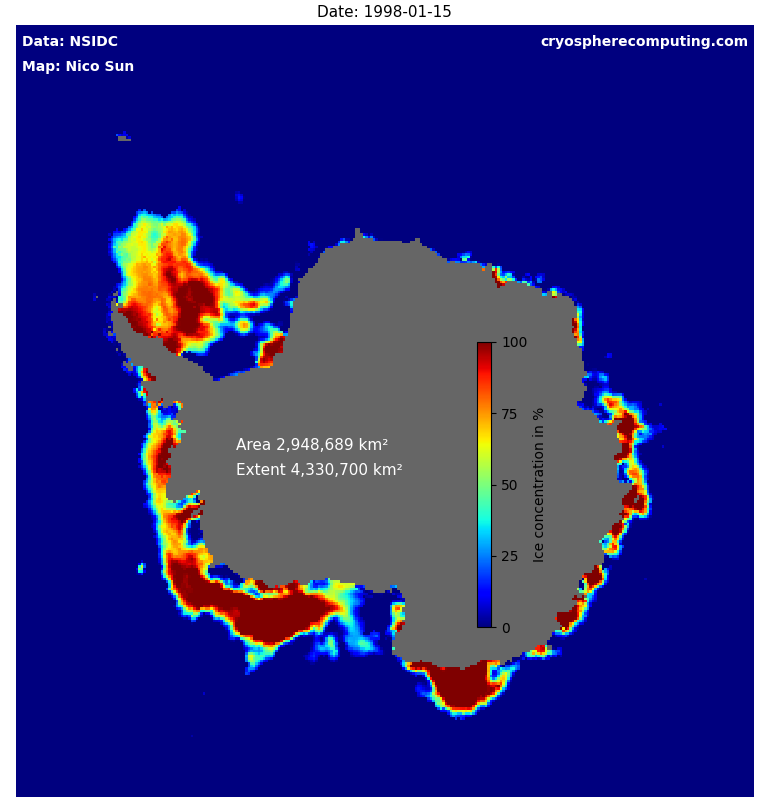 Date: 1998-01-15
Data: NSIDC
cryospherecomputing.com
Map: Nico Sun
Area 2,948,689 km²
Extent 4,330,700 km²
100
75
50
25
0
Ice concentration in %